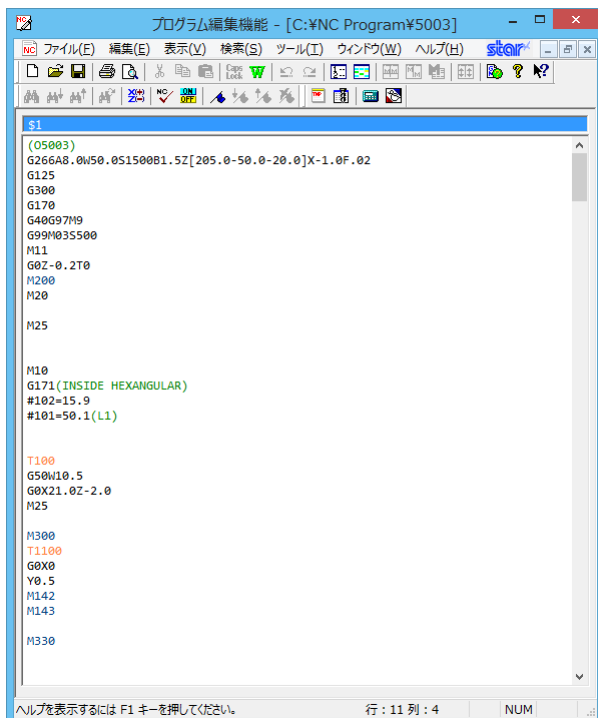 プログラム編集機能 - [C:¥NC Program¥5003]
NC ファイル(F) 編集(E) 表示(V) 検索(S) ツール(T) ウィンドウ(W) ヘルプ(H) star
$1
(O5003)
G266A8.0W50.0S1500B1.5Z[205.0-50.0-20.0]X-1.0F.02
G125
G300
G170
G40G97M9
G99M03S500
M11
G0Z-0.2T0
M200
M20
M25
M10
G171(INSIDE HEXANGULAR)
#102=15.9
#101=50.1(L1)
T100
G50W10.5
G0X21.0Z-2.0
M25
M300
T1100
G0X0
Y0.5
M142
M143
M330
ヘルプを表示するには F1 キーを押してください。 行:11 列:4 NUM